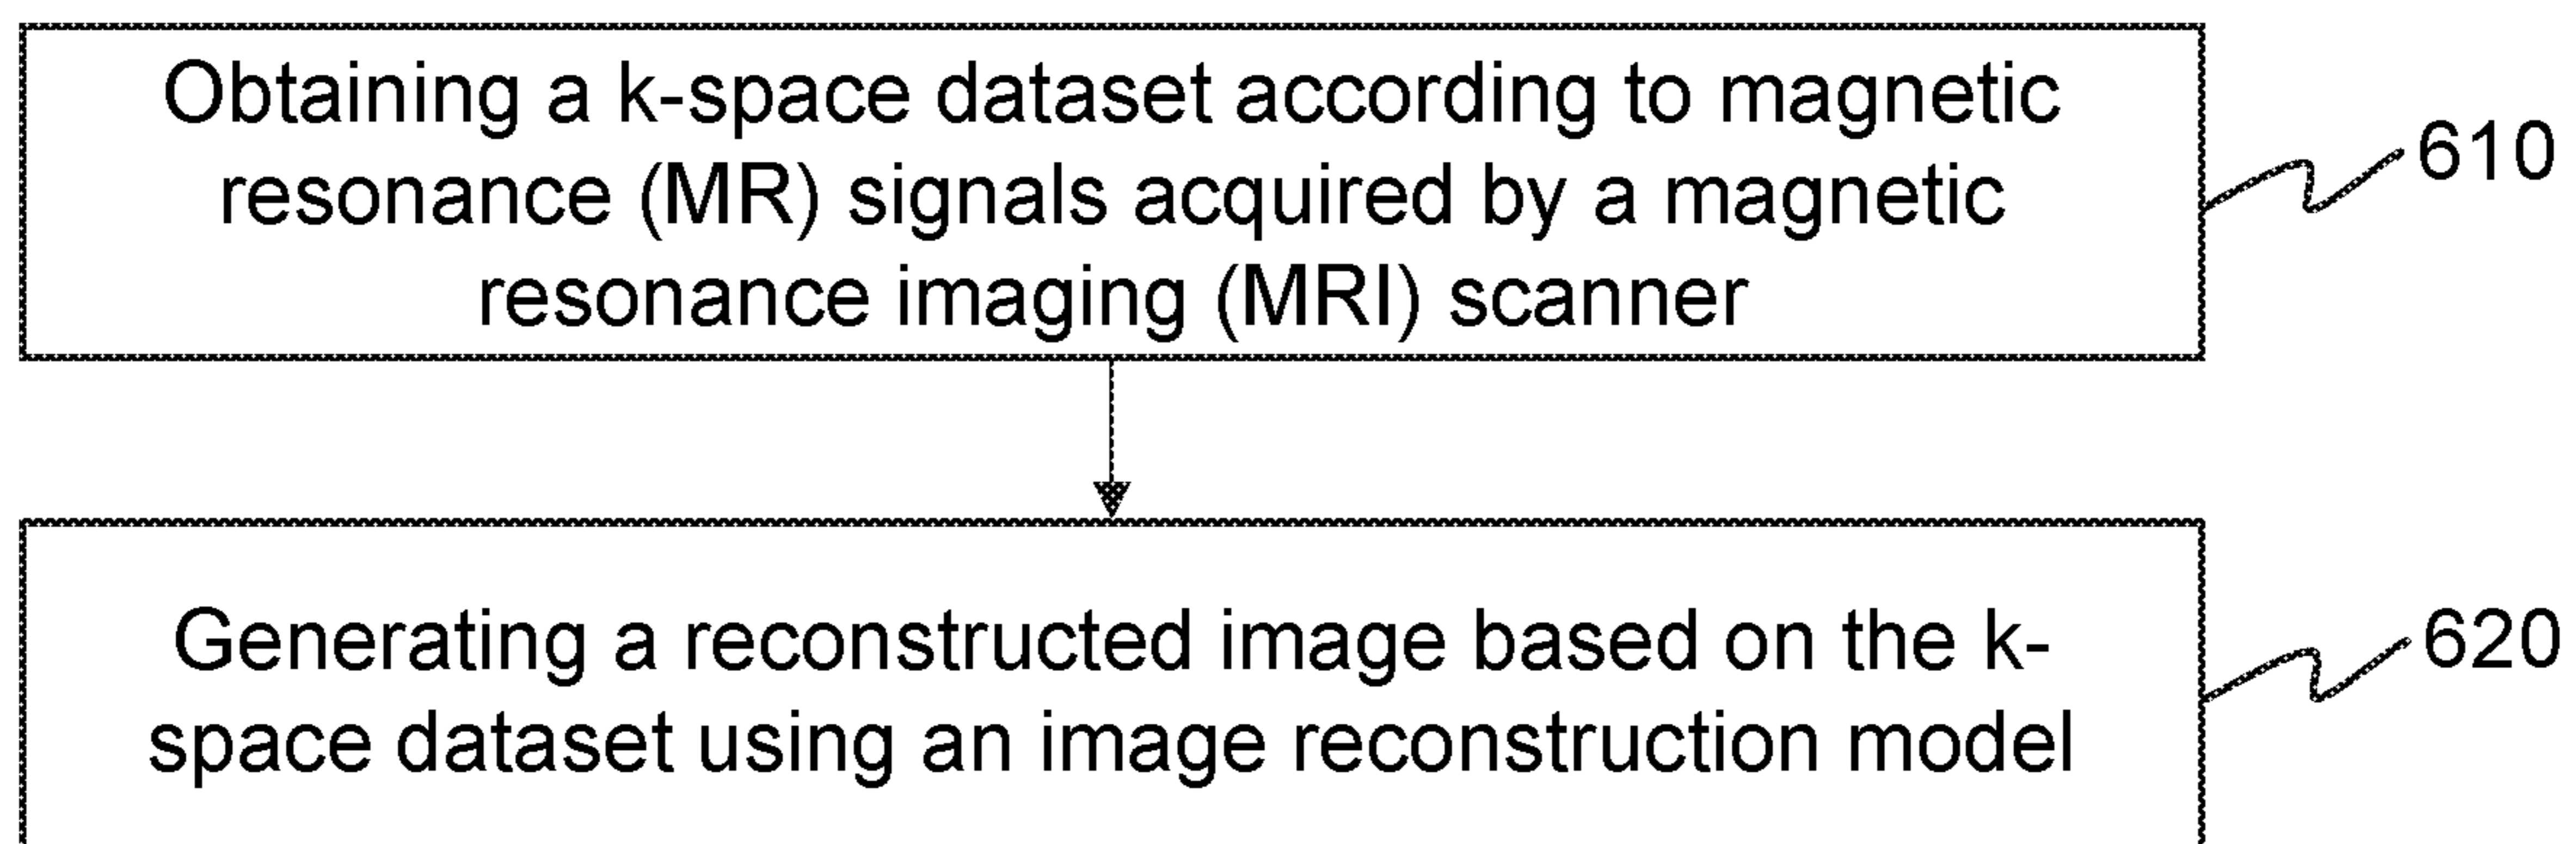 Obtaining a k-space dataset according to magnetic
resonance (MR) signals acquired by a magnetic
resonance imaging (MRI) scanner
610
Generating a reconstructed image based on the k-
space dataset using an image reconstruction model
620